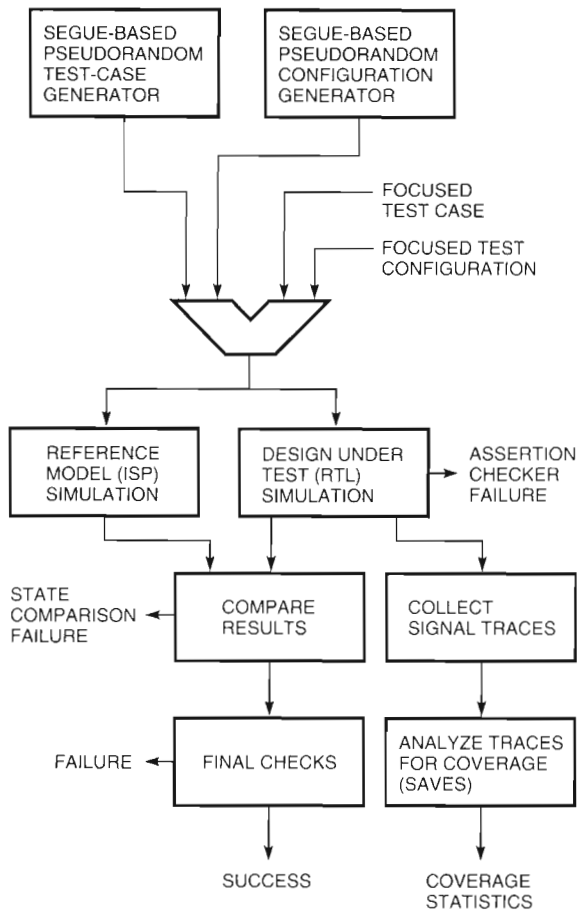 SEGUE-BASED
PSEUDORANDOM
TEST-CASE
GENERATOR
SEGUE-BASED
PSEUDORANDOM
CONFIGURATION
GENERATOR
FOCUSED
TEST CASE
FOCUSED TEST
CONFIGURATION
REFERENCE
MODEL (ISP)
SIMULATION
DESIGN UNDER
TEST (RTL)
SIMULATION
ASSERTION
CHECKER
FAILURE
STATE
COMPARISON
FAILURE
COMPARE
RESULTS
COLLECT
SIGNAL TRACES
FAILURE
FINAL CHECKS
ANALYZE TRACES
FOR COVERAGE
(SAVES)
SUCCESS
COVERAGE
STATISTICS